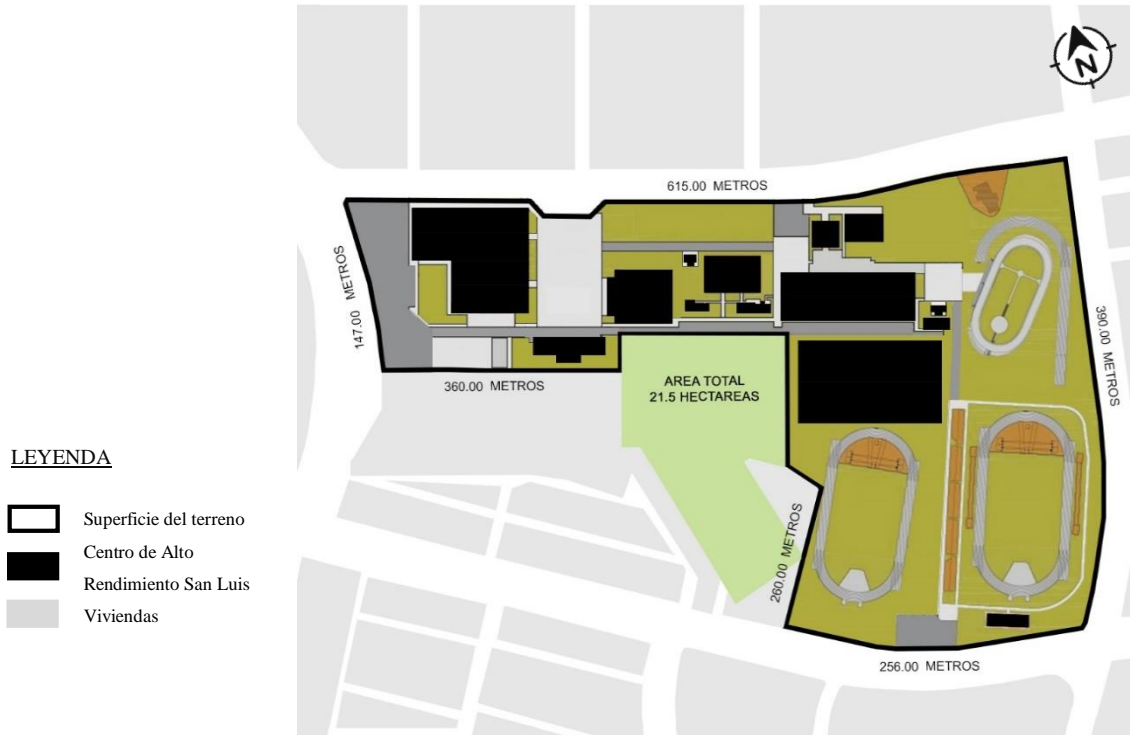 N
615.00 METROS
147.00 METROS
390.00 METROS
360.00 METROS
AREA TOTAL
21.5 HECTAREAS
260.00 METROS
256.00 METROS
LEYENDA
Superficie del terreno
Centro de Alto
Rendimiento San Luis
Viviendas